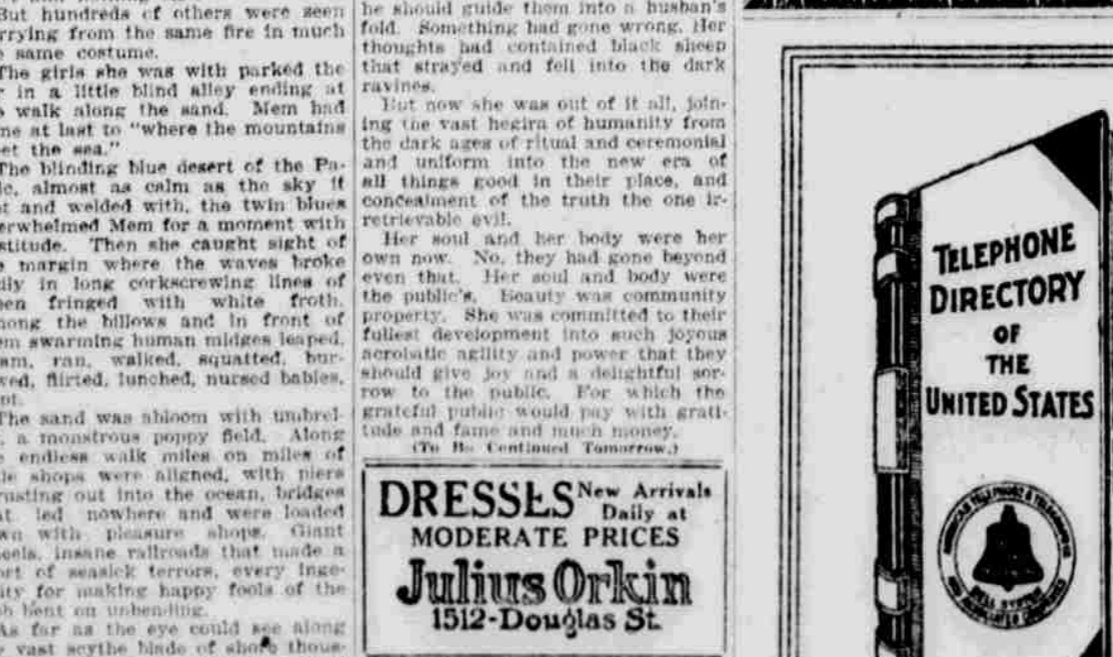 But hundreds of others were seen
rrying from the same fire in much
same costume.
The girls she was with parked the
in a little blind alley ending at
walk along the sand. Mem had
me at last to "where the mountains
et the sea."
The blinding blue desert of the Pa-
ic, almost as calm as the sky it
t and welded with, the twin blues
erwhelmed Mem for a moment with
stitude. Then she caught sight of
margin where the waves broke
ily in long corkscrewing lines of
een fringed with white froth.
mong the billows and in front of
em swarming human midges leaped,
am, ran, walked, squatted, bur-
wed, flirted, lunched, nursed babies,
pt.
The sand was abloom with umbrel-
, a monstrous poppy field. Along
endless walk miles on miles of
le shops were aligned, with piers
rusting out into the ocean, bridges
at led nowhere and were loaded
wn with pleasure shops. Giant
eels, insane railroads that made a
ort of seasick terrors, every inge-
ity for making happy fools of the
b bent on unbending.
As far as the eye could see along
vast scythe blade of shore thous-
he should guide them into a husban's
fold. Something had gone wrong. Her
thoughts had contained black sheep
that strayed and fell into the dark
ravines.
But now she was out of it all, join-
ing the vast hegira of humanity from
the dark ages of ritual and ceremonial
and uniform into the new era of
all things good in their place, and
concealment of the truth the one ir-
retrievable evil.
Her soul and her body were her
own now. No, they had gone beyond
even that. Her soul and body were
the public's. Beauty was community
property. She was committed to their
fullest development into such joyous
acrobatic agility and power that they
should give joy and a delightful sor-
row to the public. For which the
grateful public would pay with grati-
tude and fame and much money.
(To Be Continued Tomorrow.)
DRESSES New Arrivals
Daily at
MODERATE PRICES
Julius Orkin
1512-Douglas St.
TELEPHONE
DIRECTORY
OF
THE
UNITED STATES
AMERICAN TELEPHONE & TELEGRAPH CO
AND ASSOCIATED COMPANIES
BELL SYSTEM